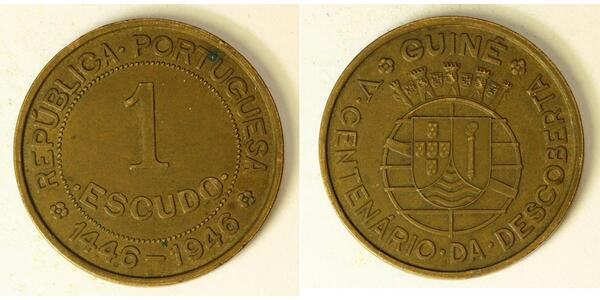 REPÚBLICA · PORTUGUESA
1
· ESCUDO ·
1446-1946
GUINÉ
V · CENTENÁRIO · DA · DESCOBERTA